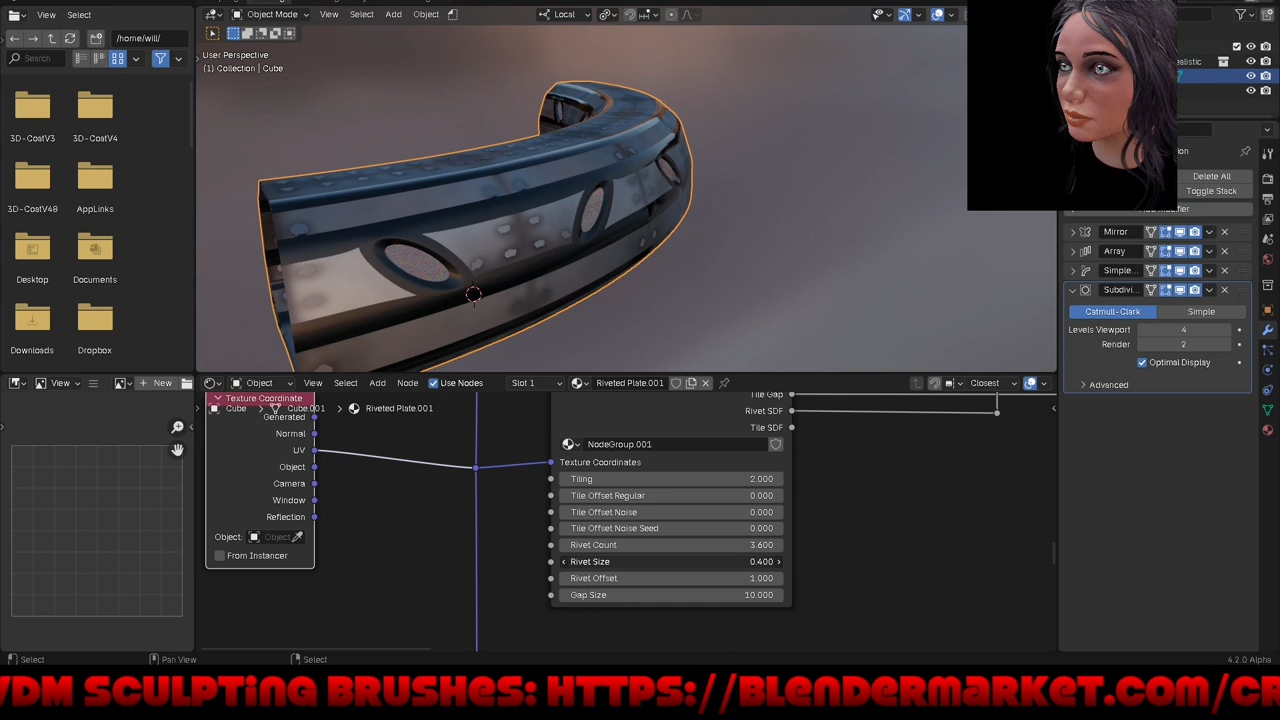 View Select
Object Mode View Select Add Object Local
/home/will/
Search
User Perspective
(1) Collection | Cube
3D-CoatV3 3D-CoatV4
3D-CoatV48 AppLinks
Desktop Documents
Downloads Dropbox
ealistic
ion
Delete All
Toggle Stack
Mirror
Array
Simple...
Subdivi...
Catmull-Clark Simple
Levels Viewport 4
Render 2
Optimal Display
Advanced
View New
Object View Select Add Node Use Nodes Slot 1 Riveted Plate.001 Closest
Texture Coordinate
Cube > Cube.001 > Riveted Plate.001
Generated
Normal
UV
Object
Camera
Window
Reflection
Object: Object
From Instancer
Tile Gap
Rivet SDF
Tile SDF
NodeGroup.001
Texture Coordinates
Tiling 2.000
Tile Offset Regular 0.000
Tile Offset Noise 0.000
Tile Offset Noise Seed 0.000
Rivet Count 3.600
Rivet Size 0.400
Rivet Offset 1.000
Gap Size 10.000
Select Pan View Select 4.2.0 Alpha
VDM Sculpting Brushes: https://blendermarket.com/cr